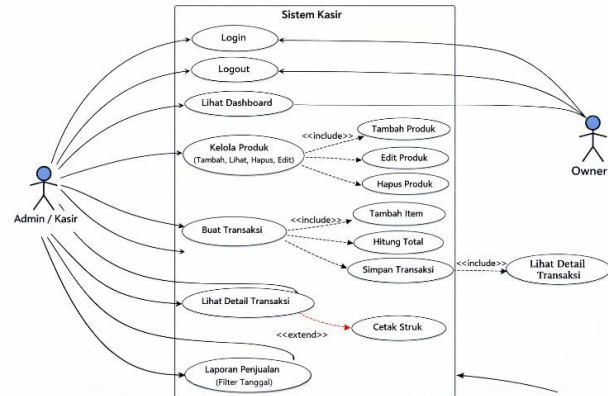 Sistem Kasir
Login
Logout
Lihat Dashboard
Kelola Produk
(Tambah, Lihat, Hapus, Edit)
<<include>>
Tambah Produk
Edit Produk
Hapus Produk
Admin / Kasir
Owner
Buat Transaksi
<<include>>
Tambah Item
Hitung Total
Simpan Transaksi
<<include>>
Lihat Detail
Transaksi
Lihat Detail Transaksi
<<extend>>
Cetak Struk
Laporan Penjualan
(Filter Tanggal)